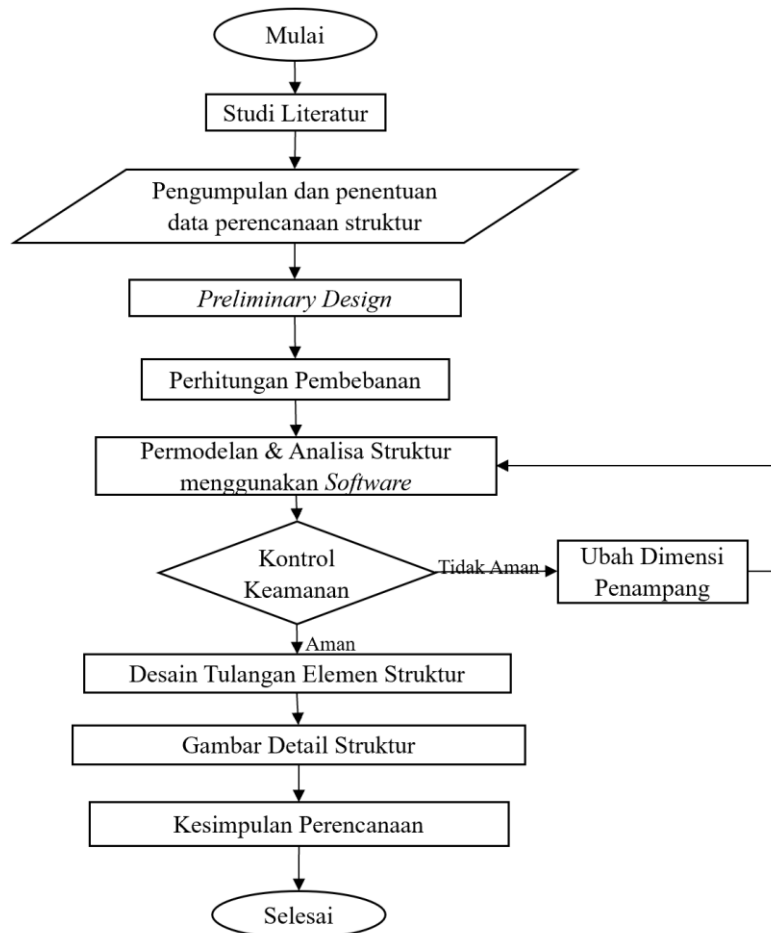 Mulai
Studi Literatur
Pengumpulan dan penentuan
data perencanaan struktur
Preliminary Design
Perhitungan Pembebanan
Permodelan & Analisa Struktur
menggunakan Software
Kontrol
Keamanan
Tidak Aman
Ubah Dimensi
Penampang
Aman
Desain Tulangan Elemen Struktur
Gambar Detail Struktur
Kesimpulan Perencanaan
Selesai